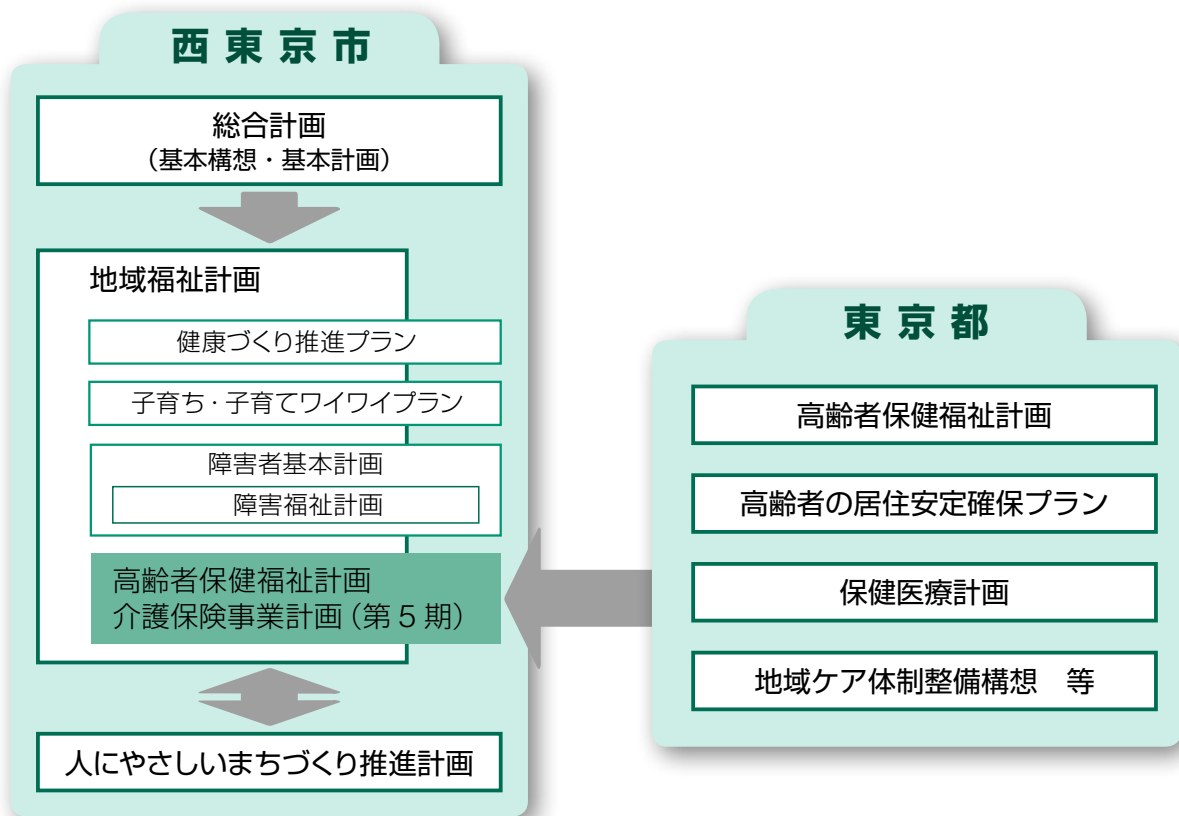 西東京市
総合計画
（基本構想・基本計画）
地域福祉計画
健康づくり推進プラン
子育ち・子育てワイワイプラン
障害者基本計画
障害福祉計画
高齢者保健福祉計画
介護保険事業計画（第５期）
人にやさしいまちづくり推進計画
東京都
高齢者保健福祉計画
高齢者の居住安定確保プラン
保健医療計画
地域ケア体制整備構想　等